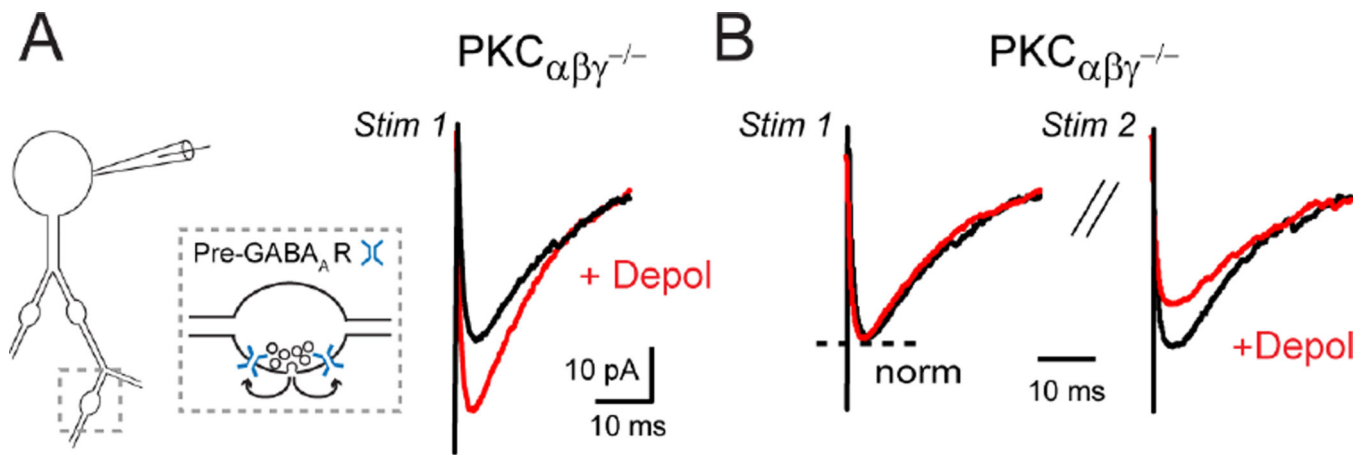 A
PKCαβγ−/−
Stim 1
Pre-GABAA R
+ Depol
10 pA
10 ms
B
PKCαβγ−/−
Stim 1
Stim 2
norm
10 ms
+Depol